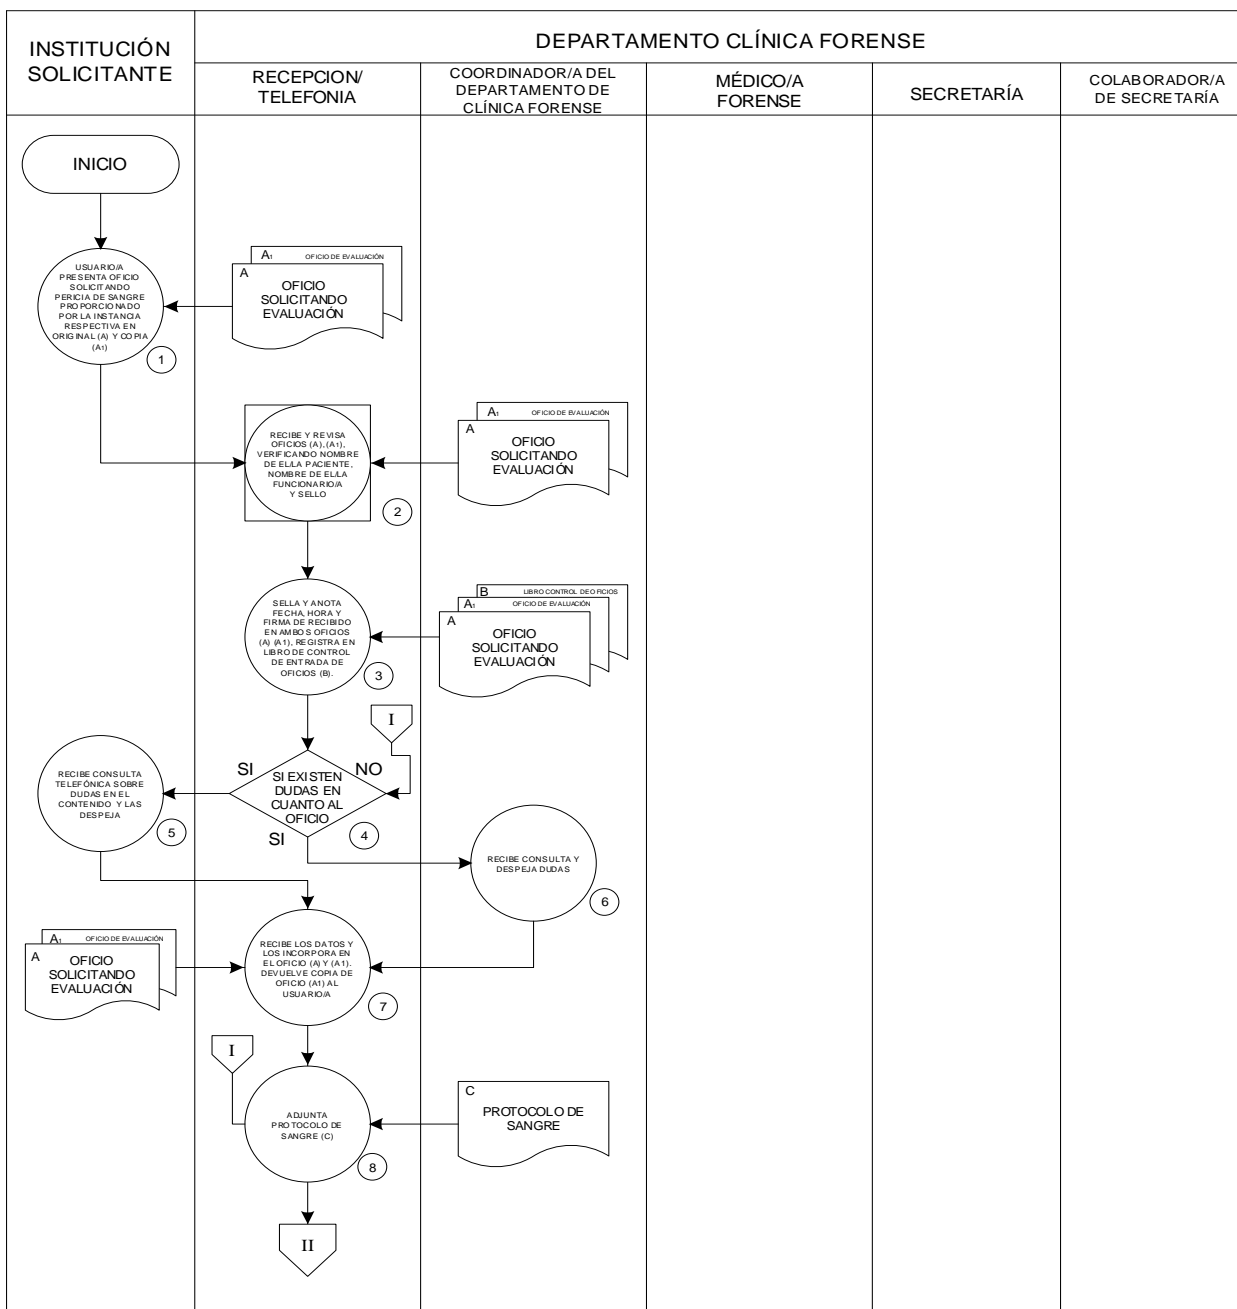 INSTITUCIÓN
SOLICITANTE
DEPARTAMENTO CLÍNICA FORENSE
RECEPCION/
TELEFONIA
COORDINADOR/A DEL
DEPARTAMENTO DE
CLÍNICA FORENSE
MÉDICO/A
FORENSE
SECRETARÍA
COLABORADOR/A
DE SECRETARÍA
INICIO
USUARIO/A
PRESENTA OFICIO
SOLICITANDO
PERICIA DE SANGRE
PROPORCIONADO
POR LA INSTANCIA
RESPECTIVA EN
ORIGINAL (A) Y COPIA
(A1)
1
A1
OFICIO DE EVALUACIÓN
A
OFICIO
SOLICITANDO
EVALUACIÓN
RECIBE Y REVISA
OFICIOS (A), (A1),
VERIFICANDO NOMBRE
DE EL/LA PACIENTE,
NOMBRE DE EL/LA
FUNCIONARIO/A
Y SELLO
2
A1
OFICIO DE EVALUACIÓN
A
OFICIO
SOLICITANDO
EVALUACIÓN
SELLA Y ANOTA
FECHA, HORA Y
FIRMA DE RECIBIDO
EN AMBOS OFICIOS
(A) (A1), REGISTRA EN
LIBRO DE CONTROL
DE ENTRADA DE
OFICIOS (B).
3
B
LIBRO CONTROL DE OFICIOS
A1
OFICIO DE EVALUACIÓN
A
OFICIO
SOLICITANDO
EVALUACIÓN
I
SI
NO
SI EXISTEN
DUDAS EN
CUANTO AL
OFICIO
4
SI
RECIBE CONSULTA
TELEFÓNICA SOBRE
DUDAS EN EL
CONTENIDO Y LAS
DESPEJA
5
RECIBE CONSULTA Y
DESPEJA DUDAS
6
A1
OFICIO DE EVALUACIÓN
A
OFICIO
SOLICITANDO
EVALUACIÓN
RECIBE LOS DATOS Y
LOS INCORPORA EN
EL OFICIO (A) Y (A1).
DEVUELVE COPIA DE
OFICIO (A1) AL
USUARIO/A
7
I
ADJUNTA
PROTOCOLO DE
SANGRE (C)
8
C
PROTOCOLO DE
SANGRE
II